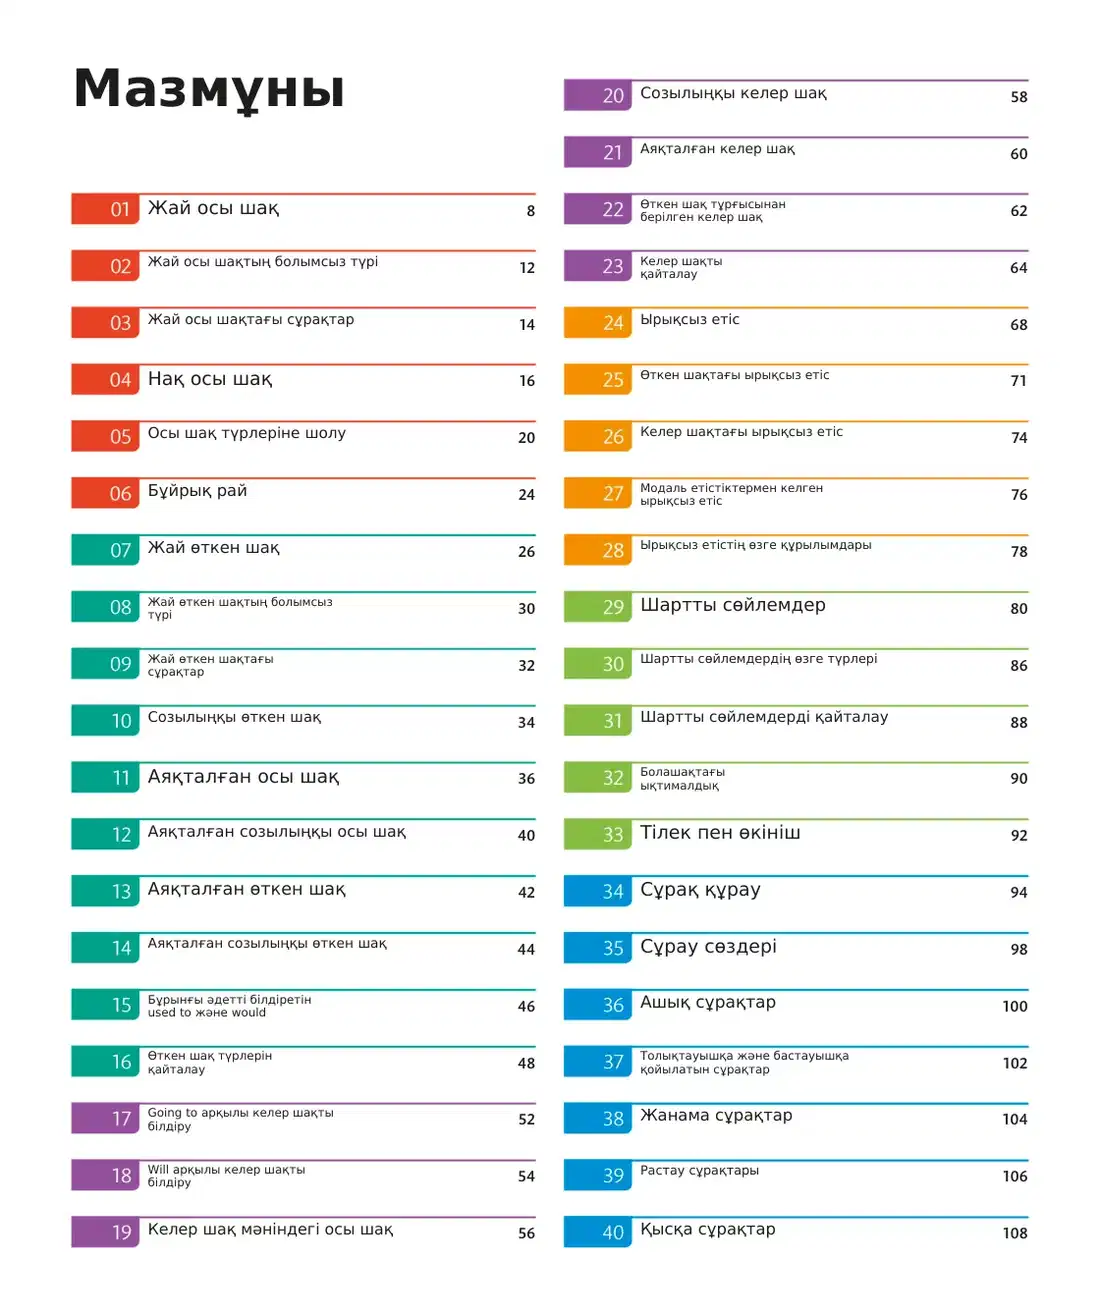 Мазмұны
01 Жай осы шақ 8
02 Жай осы шақтың болымсыз түрі 12
03 Жай осы шақтағы сұрақтар 14
04 Нақ осы шақ 16
05 Осы шақ түрлеріне шолу 20
06 Бұйрық рай 24
07 Жай өткен шақ 26
08 Жай өткен шақтың болымсыз
түрі 30
09 Жай өткен шақтағы
сұрақтар 32
10 Созылыңқы өткен шақ 34
11 Аяқталған осы шақ 36
12 Аяқталған созылыңқы осы шақ 40
13 Аяқталған өткен шақ 42
14 Аяқталған созылыңқы өткен шақ 44
15 Бұрынғы әдетті білдіретін
used to және would 46
16 Өткен шақ түрлерін
қайталау 48
17 Going to арқылы келер шақты
білдіру 52
18 Will арқылы келер шақты
білдіру 54
19 Келер шақ мәніндегі осы шақ 56
20 Созылыңқы келер шақ 58
21 Аяқталған келер шақ 60
22 Өткен шақ тұрғысынан
берілген келер шақ 62
23 Келер шақты
қайталау 64
24 Ырықсыз етіс 68
25 Өткен шақтағы ырықсыз етіс 71
26 Келер шақтағы ырықсыз етіс 74
27 Модаль етістіктермен келген
ырықсыз етіс 76
28 Ырықсыз етістің өзге құрылымдары 78
29 Шартты сөйлемдер 80
30 Шартты сөйлемдердің өзге түрлері 86
31 Шартты сөйлемдерді қайталау 88
32 Болашақтағы
ықтималдық 90
33 Тілек пен өкініш 92
34 Сұрақ құрау 94
35 Сұрау сөздері 98
36 Ашық сұрақтар 100
37 Толықтауышқа және бастауышқа
қойылатын сұрақтар 102
38 Жанама сұрақтар 104
39 Растау сұрақтары 106
40 Қысқа сұрақтар 108